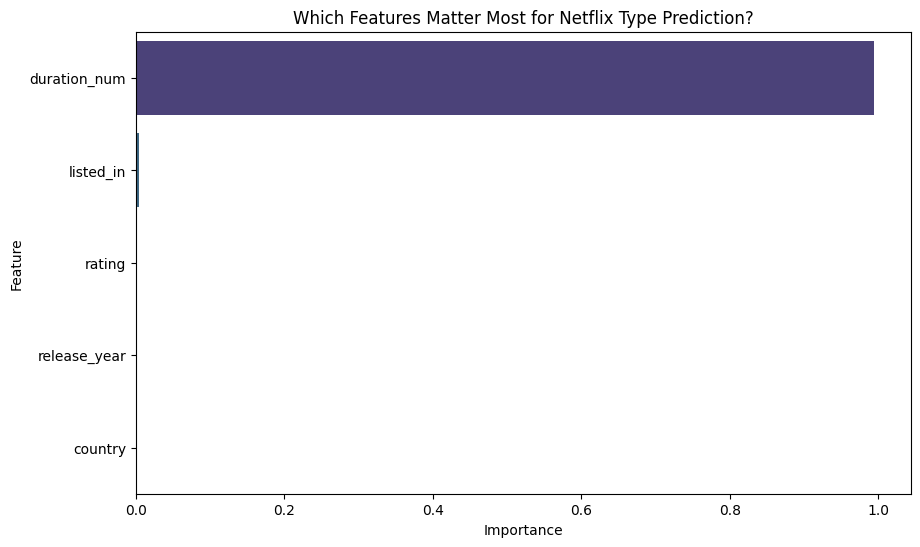 Which Features Matter Most for Netflix Type Prediction?
duration_num
listed_in
rating
release_year
country
Feature
0.0 0.2 0.4 0.6 0.8 1.0
Importance